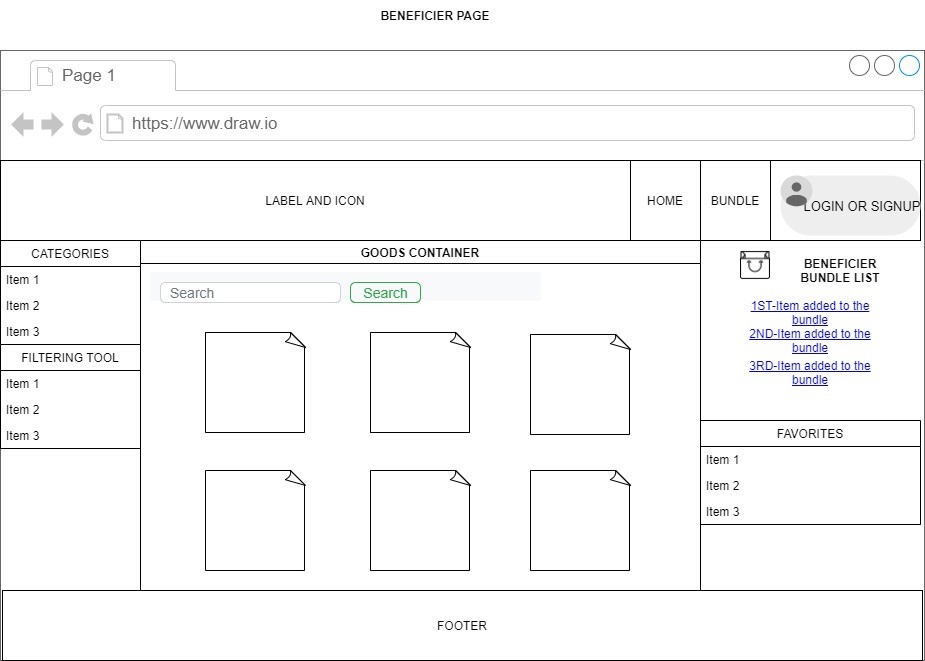 BENEFICIER PAGE
Page 1
https://www.draw.io
LABEL AND ICON
HOME
BUNDLE
LOGIN OR SIGNUP
CATEGORIES
Item 1
Item 2
Item 3
FILTERING TOOL
Item 1
Item 2
Item 3
GOODS CONTAINER
Search
Search
BENEFICIER
BUNDLE LIST
1ST-Item added to the
bundle
2ND-Item added to the
bundle
3RD-Item added to the
bundle
FAVORITES
Item 1
Item 2
Item 3
FOOTER